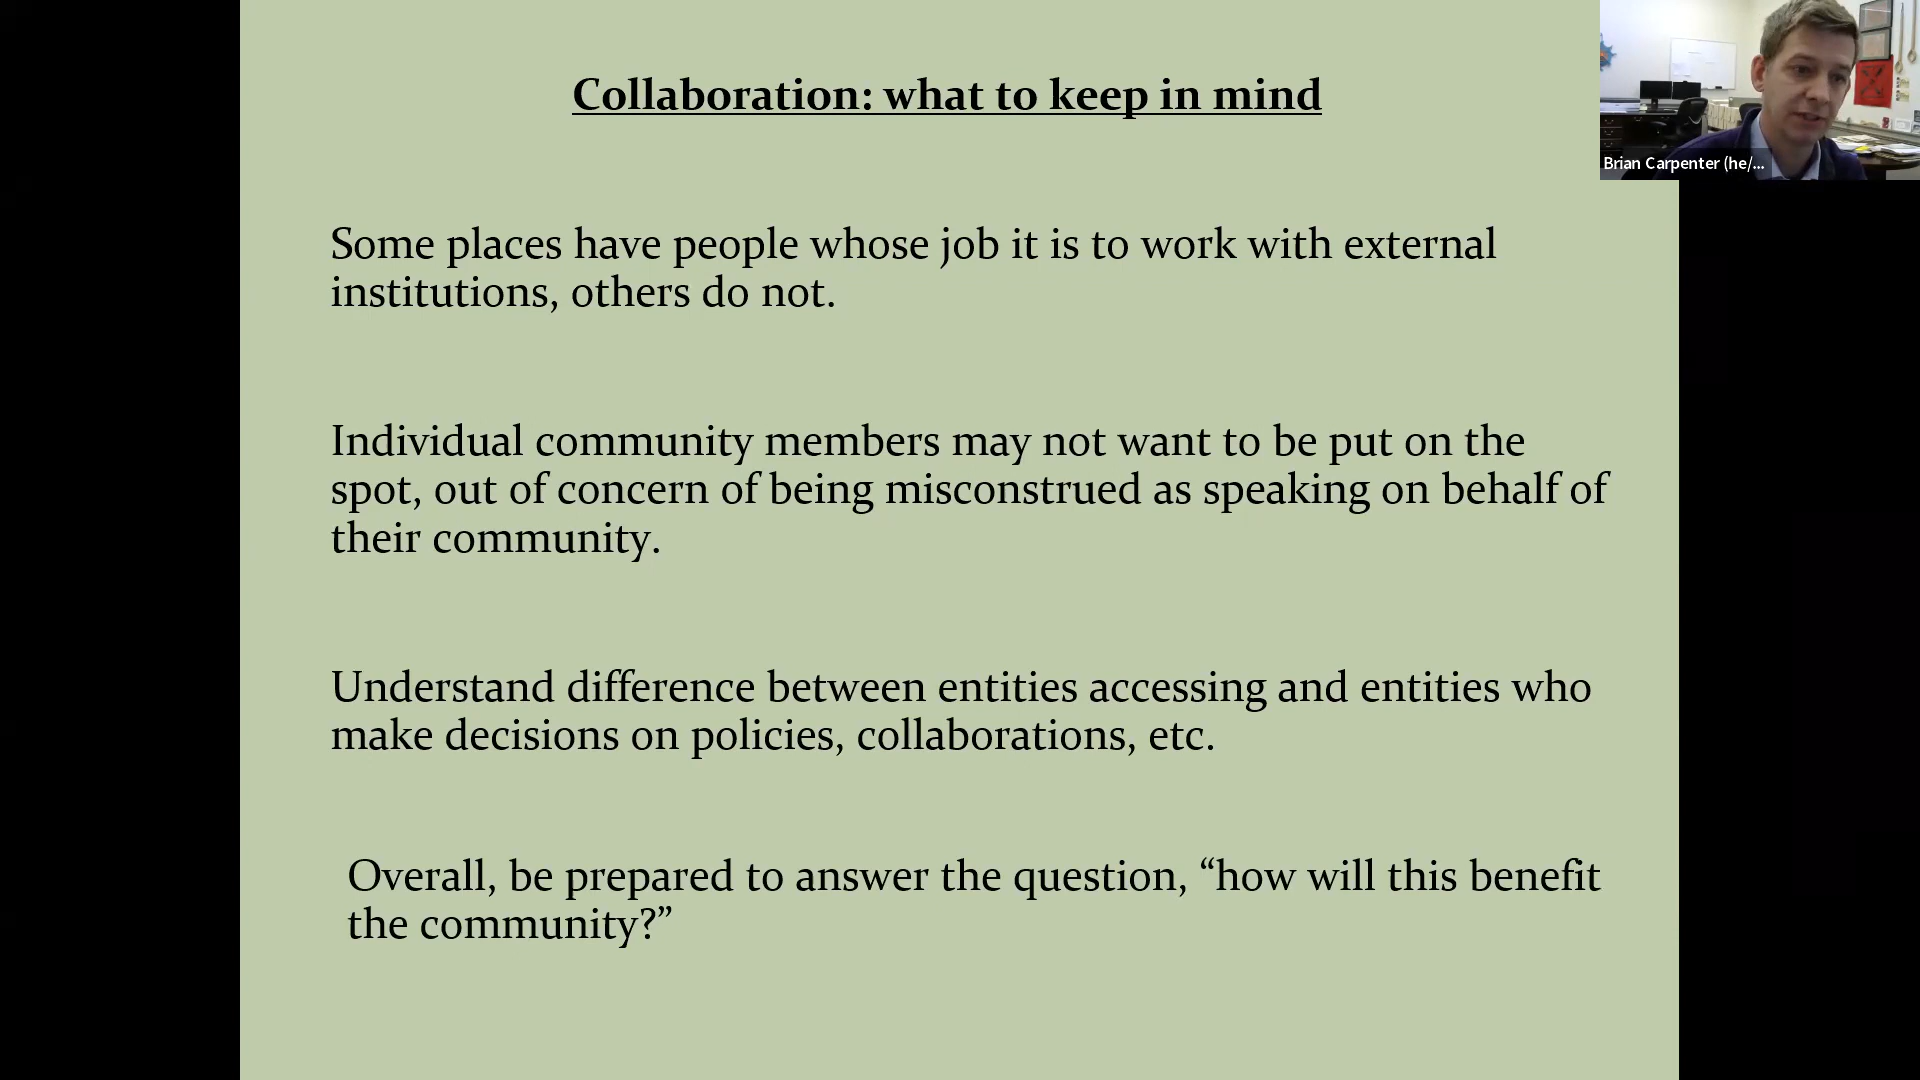 Collaboration: what to keep in mind
Brian Carpenter (he/...
Some places have people whose job it is to work with external
institutions, others do not.
Individual community members may not want to be put on the
spot, out of concern of being misconstrued as speaking on behalf of
their community.
Understand difference between entities accessing and entities who
make decisions on policies, collaborations, etc.
Overall, be prepared to answer the question, “how will this benefit
the community?”